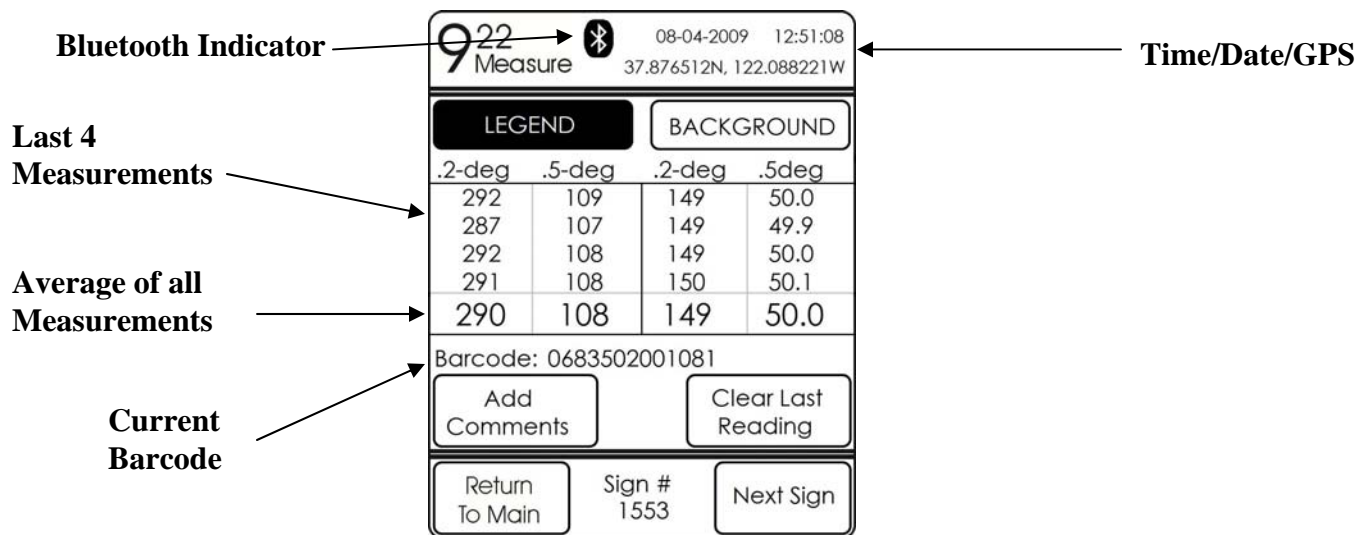 Bluetooth Indicator
922 Measure
08-04-2009 12:51:08
37.876512N, 122.088221W
Time/Date/GPS
LEGEND BACKGROUND
Last 4
Measurements
.2-deg .5-deg .2-deg .5deg
292 109 149 50.0
287 107 149 49.9
292 108 149 50.0
291 108 150 50.1
Average of all
Measurements
290 108 149 50.0
Barcode: 0683502001081
Current
Barcode
Add
Comments
Clear Last
Reading
Return
To Main
Sign #
1553
Next Sign